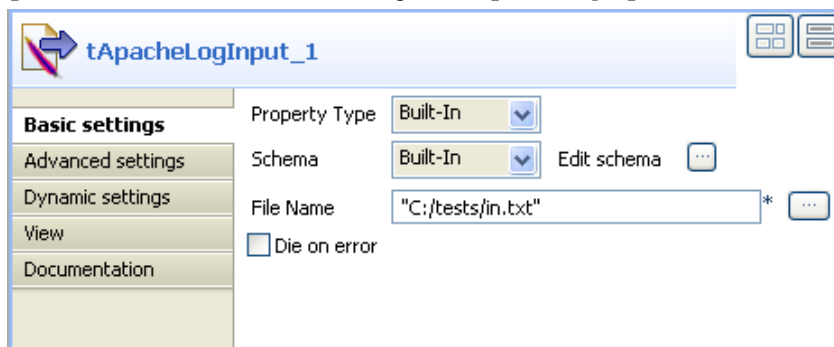 tApacheLogInput_1
Basic settings
Advanced settings
Dynamic settings
View
Documentation
Property Type Built-In
Schema Built-In Edit schema ...
File Name "C:/tests/in.txt" * ...
Die on error